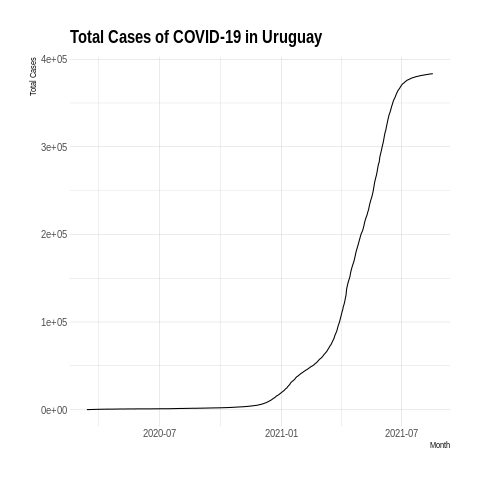 Total Cases of COVID-19 in Uruguay
Total Cases
4e+05
3e+05
2e+05
1e+05
0e+00
2020-07
2021-01
2021-07
Month